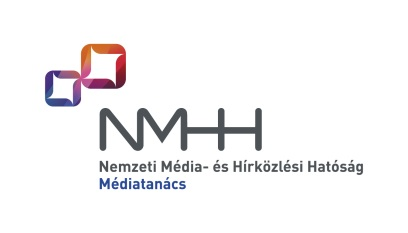 NMHH
Nemzeti Média- és Hírközlési Hatóság
Médiatanács